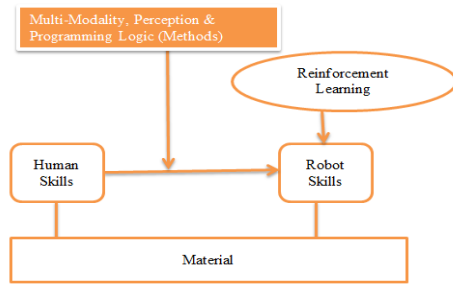 Multi-Modality, Perception &
Programming Logic (Methods)
Reinforcement
Learning
Human
Skills
Robot
Skills
Material